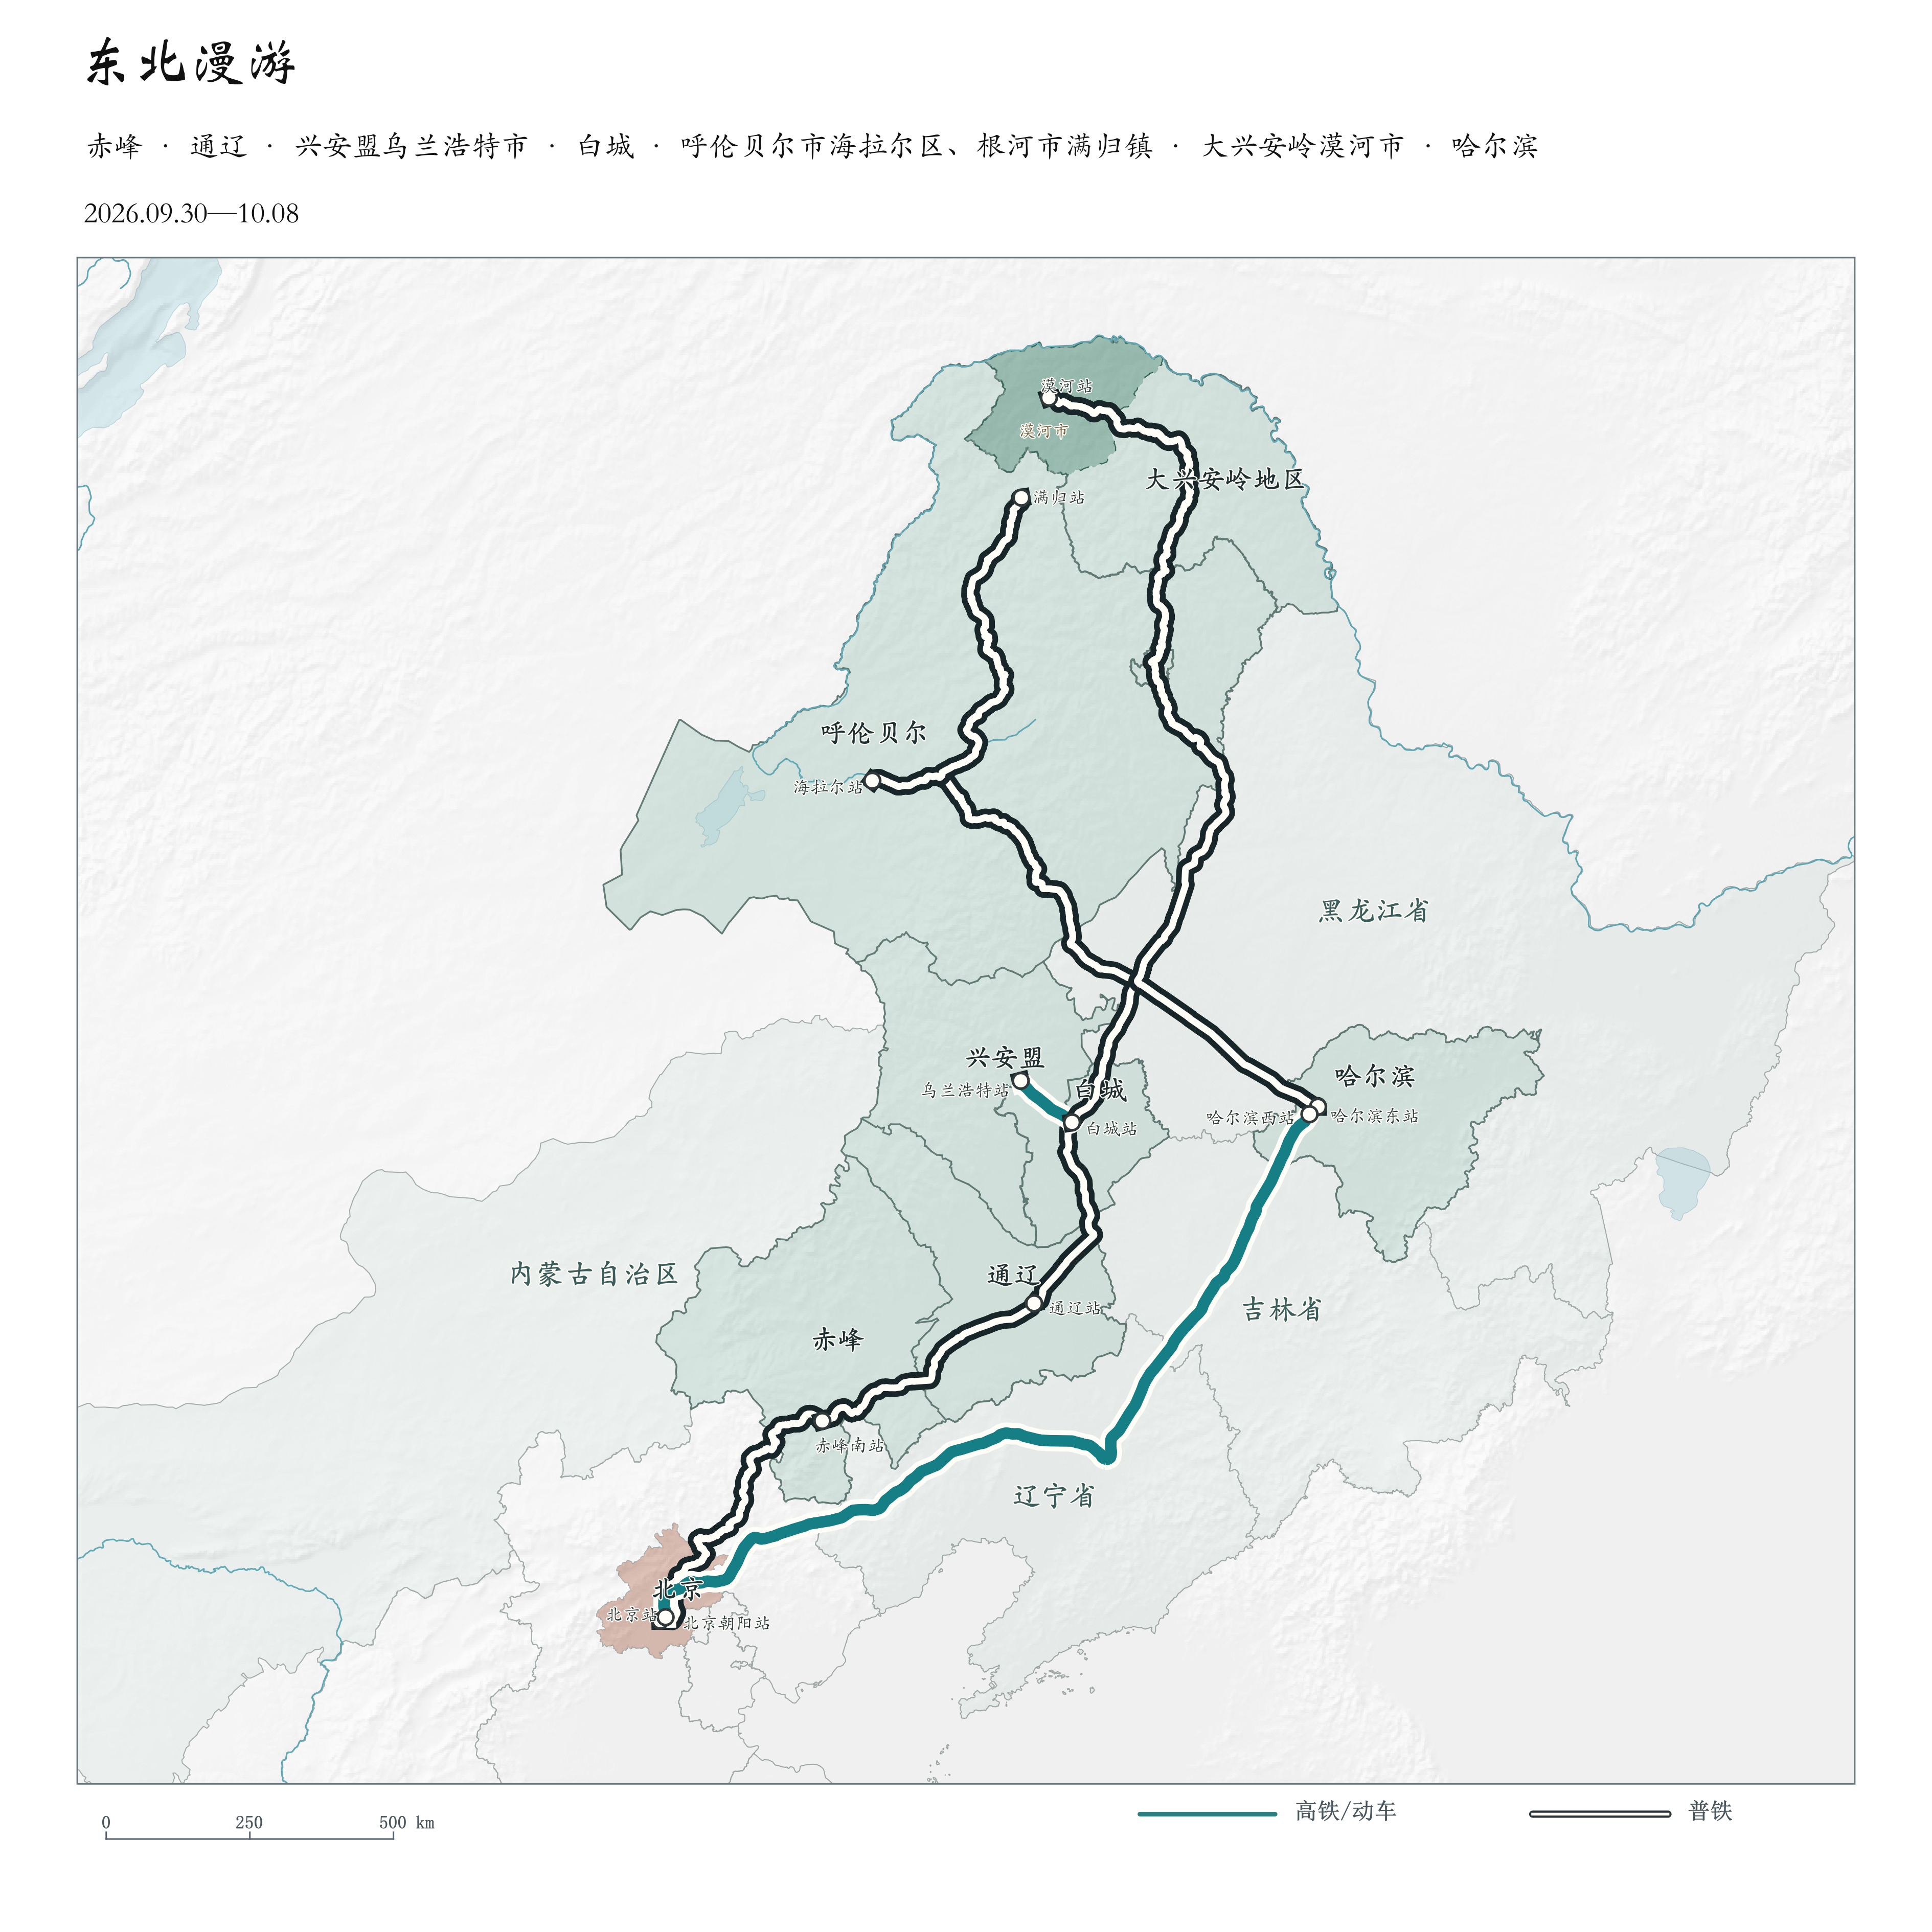 东北漫游
赤峰 · 通辽 · 兴安盟乌兰浩特市 · 白城 · 呼伦贝尔市海拉尔区、根河市满归镇 · 大兴安岭漠河市 · 哈尔滨
2026.09.30—10.08
漠河站
漠河市
大兴安岭地区
满归站
呼伦贝尔
海拉尔站
黑龙江省
兴安盟
乌兰浩特站
白城
白城站
哈尔滨
哈尔滨西站
哈尔滨东站
内蒙古自治区
通辽
通辽站
吉林省
赤峰
赤峰南站
辽宁省
北京
北京站
北京朝阳站
0 250 500 km
高铁/动车
普铁